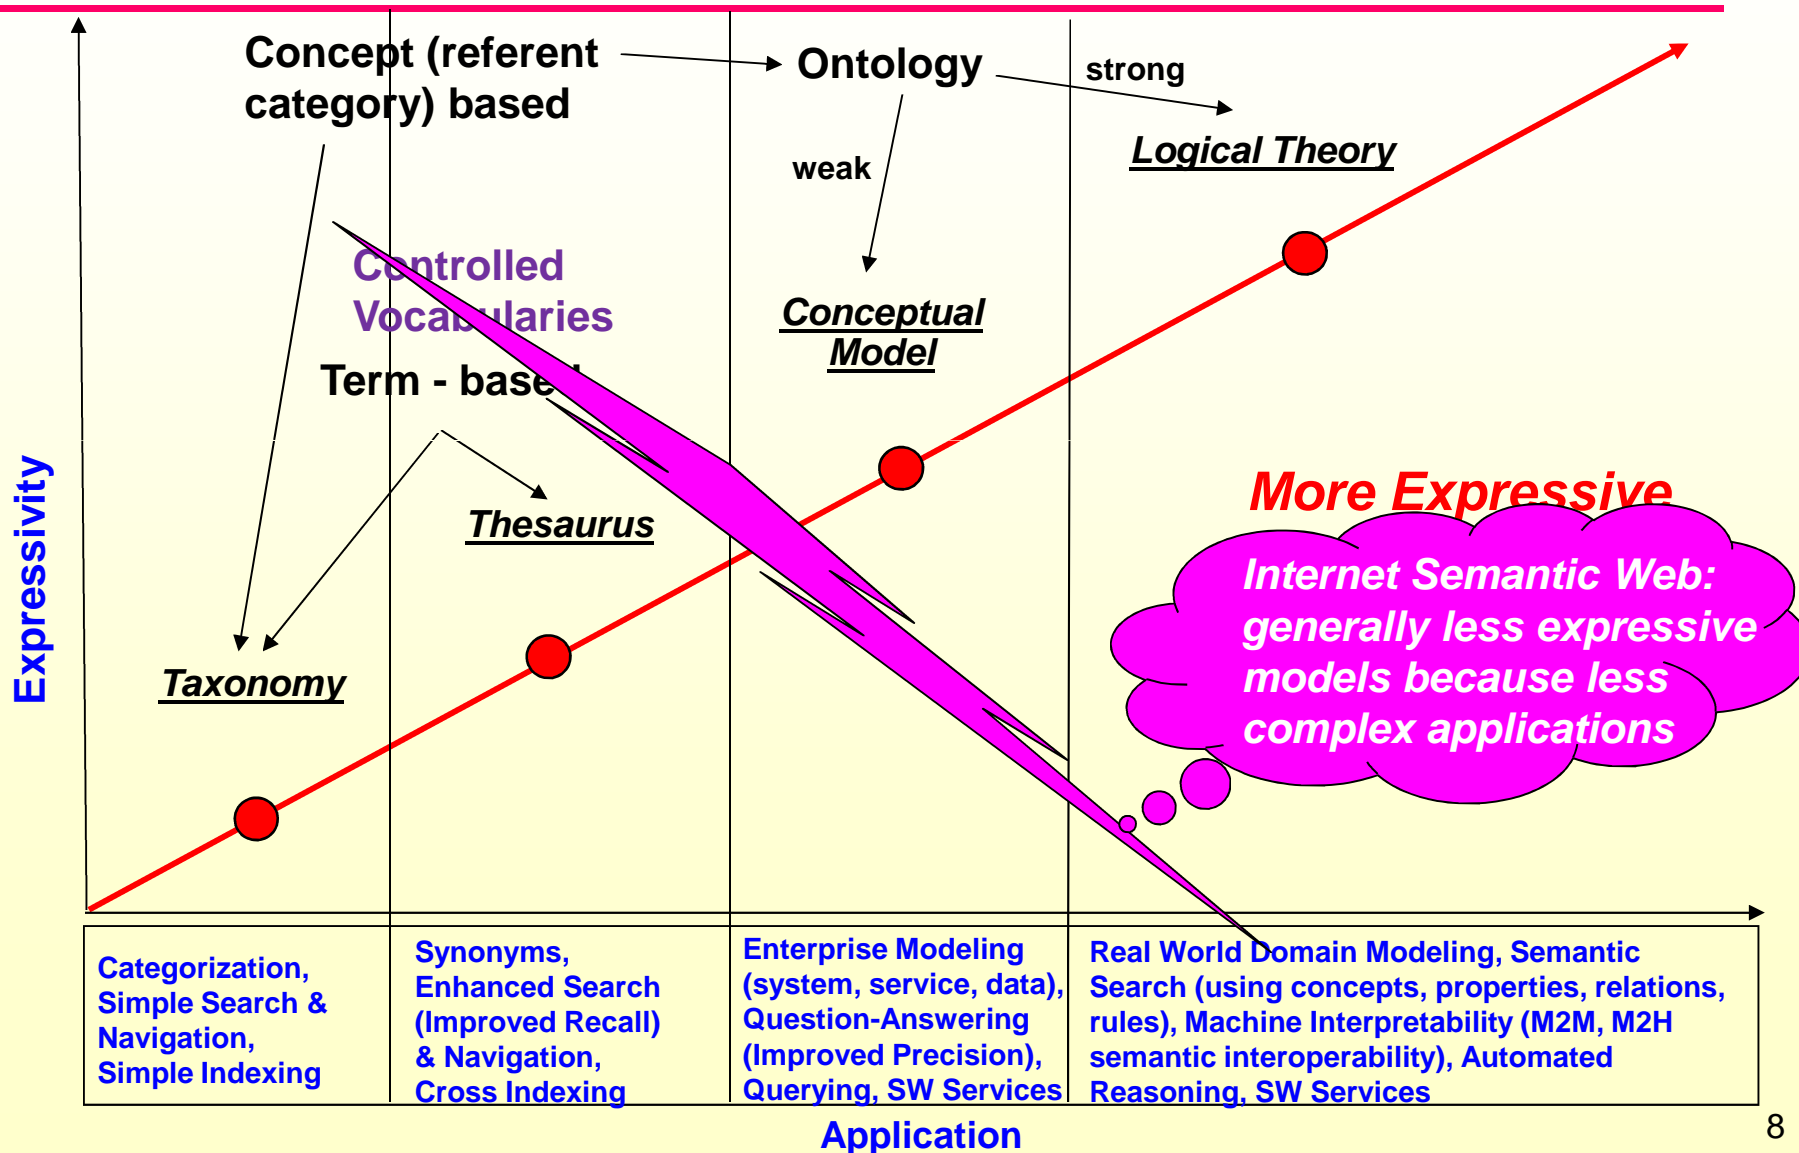 Concept (referent
category) based
Ontology
strong
Logical Theory
weak
Controlled
Vocabularies
Conceptual
Model
Term - based
Thesaurus
Taxonomy
Expressivity
More Expressive
Internet Semantic Web:
generally less expressive
models because less
complex applications
Categorization,
Simple Search &
Navigation,
Simple Indexing
Synonyms,
Enhanced Search
(Improved Recall)
& Navigation,
Cross Indexing
Enterprise Modeling
(system, service, data),
Question-Answering
(Improved Precision),
Querying, SW Services
Real World Domain Modeling, Semantic
Search (using concepts, properties, relations,
rules), Machine Interpretability (M2M, M2H
semantic interoperability), Automated
Reasoning, SW Services
Application
8